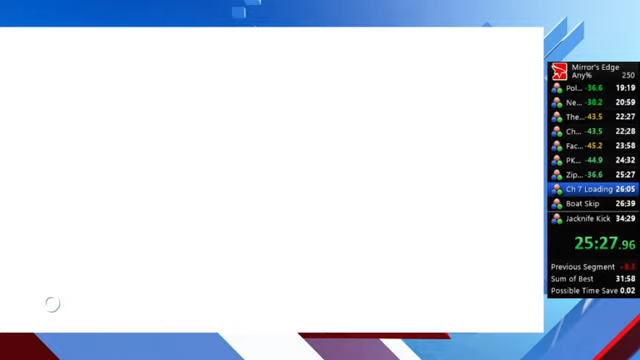 Mirror's Edge
Any% 250
Pol... -36.6 19:19
Ne... -38.2 20:59
The... -43.5 22:27
Ch... -43.5 22:28
Fac... -45.2 23:58
PK... -44.9 24:32
Zip... -36.6 25:27
Ch 7 Loading 26:05
Boat Skip 26:39
Jacknife Kick 34:29
25:27.96
Previous Segment -8.3
Sum of Best 31:58
Possible Time Save 0.02